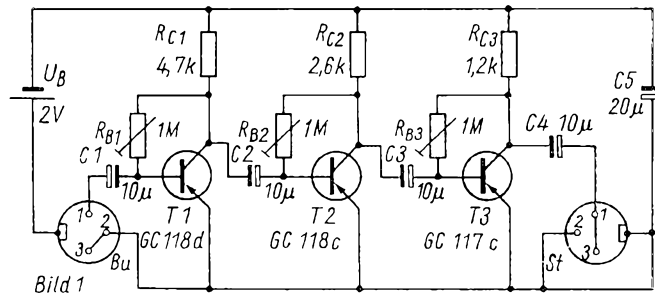 R_C1
4,7k
R_C2
2,6k
R_C3
1,2k
U_B
2V
C5
20µ
R_B1
1M
R_B2
1M
R_B3
1M
C4
10µ
C1
10µ
C2
10µ
C3
10µ
T1
GC 118d
T2
GC 118c
T3
GC 117c
1
2
3
Bu
1
2
3
St
Bild 1